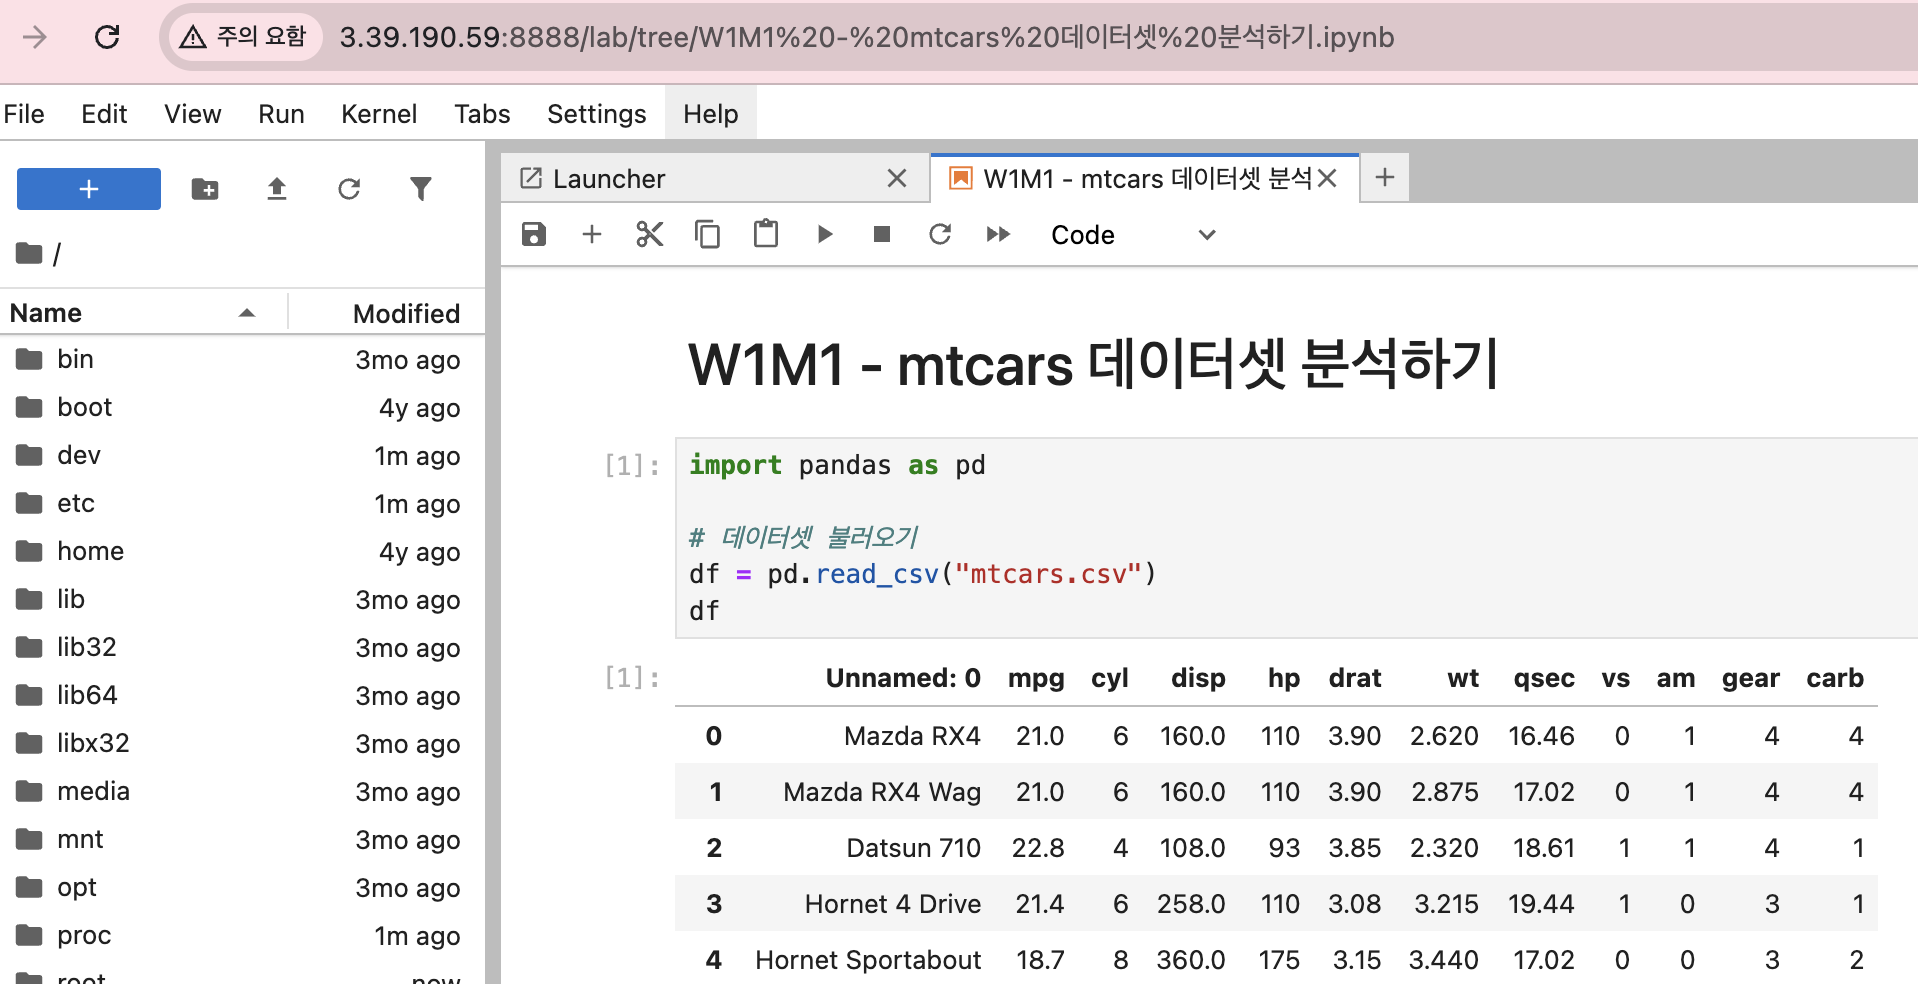 주의 요함 3.39.190.59:8888/lab/tree/W1M1%20-%20mtcars%20데이터셋%20분석하기.ipynb
File Edit View Run Kernel Tabs Settings Help
+
/
Name Modified
bin 3mo ago
boot 4y ago
dev 1m ago
etc 1m ago
home 4y ago
lib 3mo ago
lib32 3mo ago
lib64 3mo ago
libx32 3mo ago
media 3mo ago
mnt 3mo ago
opt 3mo ago
proc 1m ago
root now
Launcher W1M1 - mtcars 데이터셋 분석
Code
W1M1 - mtcars 데이터셋 분석하기
[1]: import pandas as pd
# 데이터셋 불러오기
df = pd.read_csv("mtcars.csv")
df
[1]: Unnamed: 0 mpg cyl disp hp drat wt qsec vs am gear carb
0 Mazda RX4 21.0 6 160.0 110 3.90 2.620 16.46 0 1 4 4
1 Mazda RX4 Wag 21.0 6 160.0 110 3.90 2.875 17.02 0 1 4 4
2 Datsun 710 22.8 4 108.0 93 3.85 2.320 18.61 1 1 4 1
3 Hornet 4 Drive 21.4 6 258.0 110 3.08 3.215 19.44 1 0 3 1
4 Hornet Sportabout 18.7 8 360.0 175 3.15 3.440 17.02 0 0 3 2